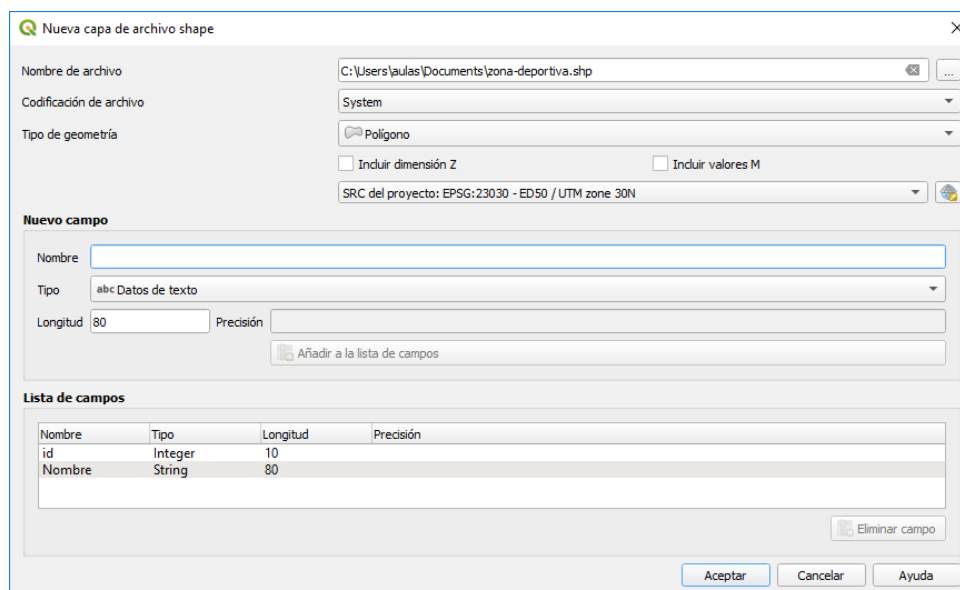 Nueva capa de archivo shape
Nombre de archivo C:\Users\aulas\Documents\zona-deportiva.shp ...
Codificación de archivo System
Tipo de geometría Polígono
Incluir dimensión Z Incluir valores M
SRC del proyecto: EPSG:23030 - ED50 / UTM zone 30N
Nuevo campo
Nombre
Tipo abc Datos de texto
Longitud 80 Precisión
Añadir a la lista de campos
Lista de campos
Nombre Tipo Longitud Precisión
id Integer 10
Nombre String 80
Eliminar campo
Aceptar Cancelar Ayuda